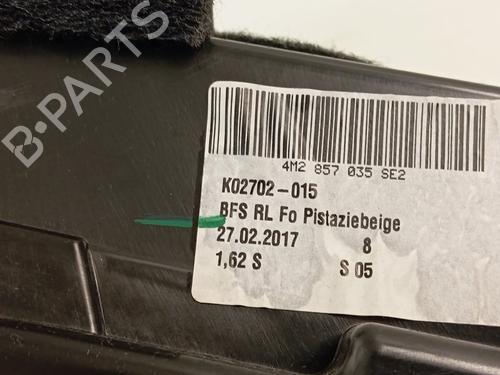 B-PARTS
4M2 857 035 SE2
K02702-015
BFS RL Fo Pistaziebeige
27.02.2017 8
1,62 S S 05